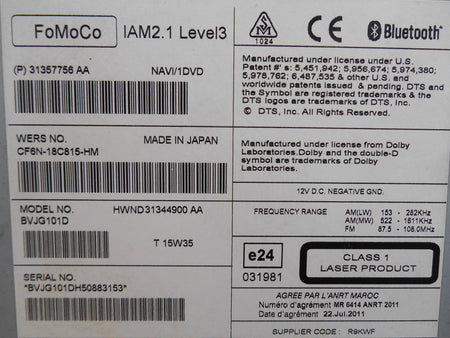 FoMoCo IAM2.1 Level3
(P) 31357756 AA NAVI/1DVD
WERS NO. MADE IN JAPAN
CF6N-18C815-HM
MODEL NO. HWND31344900 AA
BVJG101D
T 15W35
SERIAL NO.
*BVJG101DH50883153*
MTS
1024
CE Bluetooth™
Manufactured under license under U.S.
Patent #'s : 5,451,942; 5,956,674; 5,974,380;
5,978,762; 6,487,535 & other U.S. and
worldwide patents issued & pending. DTS and
the Symbol are registered trademarks & the
DTS logos are trademarks of DTS, Inc.
© DTS, Inc. All Rights Reserved.
Manufactured under license from Dolby
Laboratories.Dolby and the double-D
symbol are trademarks of Dolby
Laboratories.
12V D.C. NEGATIVE GND.
FREQUENCY RANGE AM(LW) 153 - 282KHz
AM(MW) 522 - 1611KHz
FM 87.5 - 108.0MHz
e24
031981
CLASS 1
LASER PRODUCT
AGREE PAR L'ANRT MAROC
Numéro d'agrément MR 6414 ANRT 2011
Date d'agrément 22.Jul.2011
SUPPLIER CODE : R9KWF